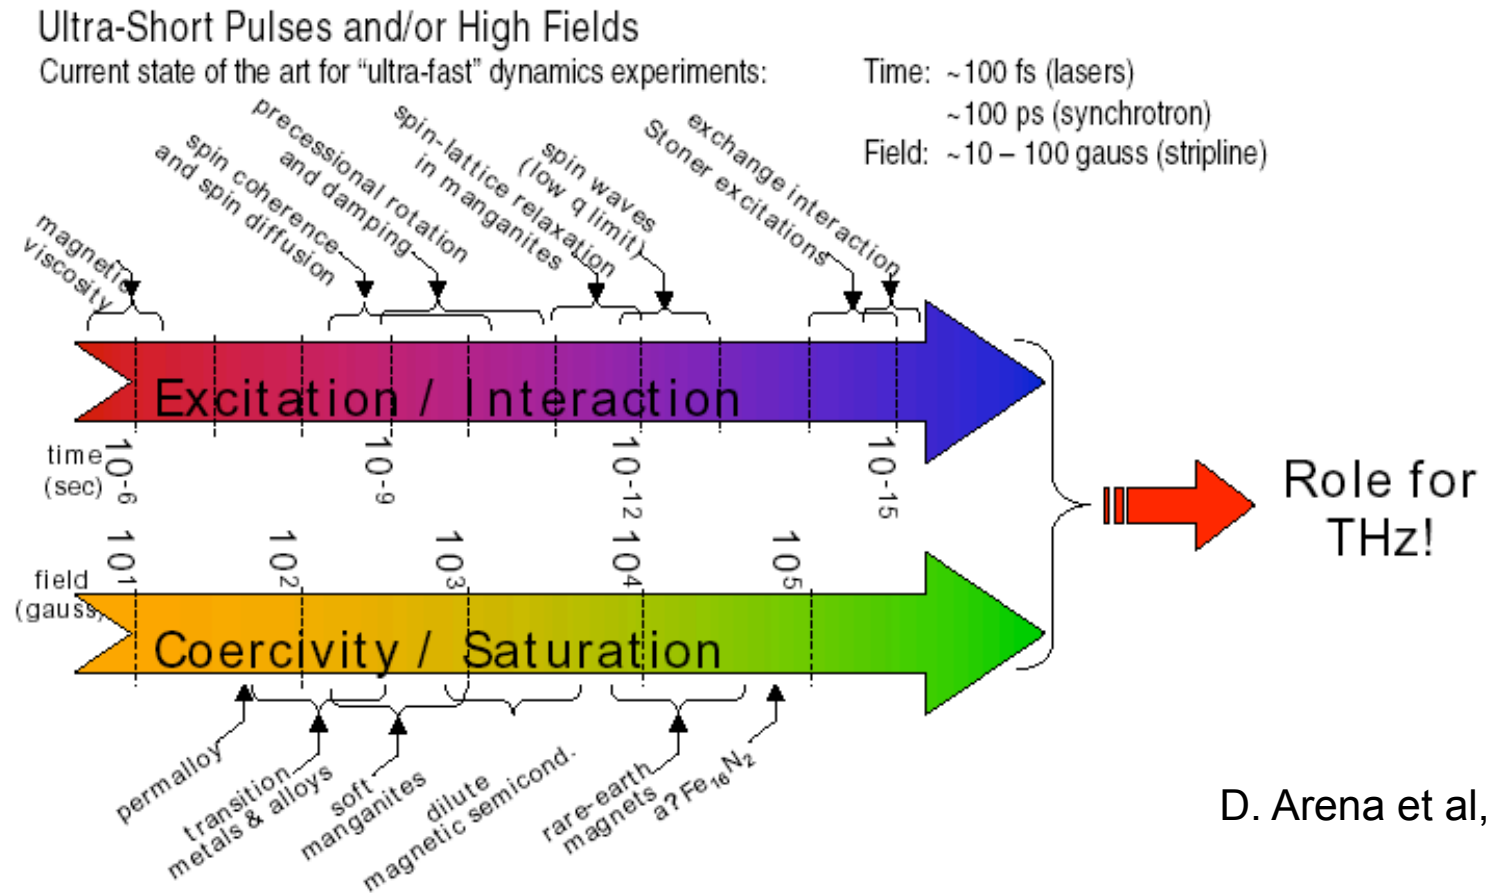 Ultra-Short Pulses and/or High Fields
Current state of the art for “ultra-fast” dynamics experiments:
Time: ~100 fs (lasers)
~100 ps (synchrotron)
Field: ~10 – 100 gauss (stripline)
magnetic
viscosity
spin coherence
and spin diffusion
precessional rotation
and damping
spin-lattice relaxation
in manganites
spin waves
(low q limit)
Stoner excitations
exchange interaction
Excitation / Interaction
time
(sec)
10-6
10-9
10-12
10-15
Role for
THz!
field
(gauss)
101
102
103
104
105
Coercivity / Saturation
permalloy
transition
metals & alloys
soft
manganites
dilute
magnetic semicond.
rare-earth
magnets
a?Fe16N2
D. Arena et al,